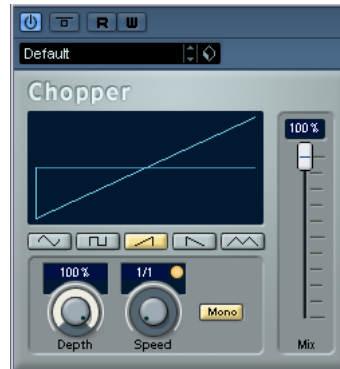 R W
Default
Chopper
100 %
100 % 1/1
Mono
Depth Speed Mix